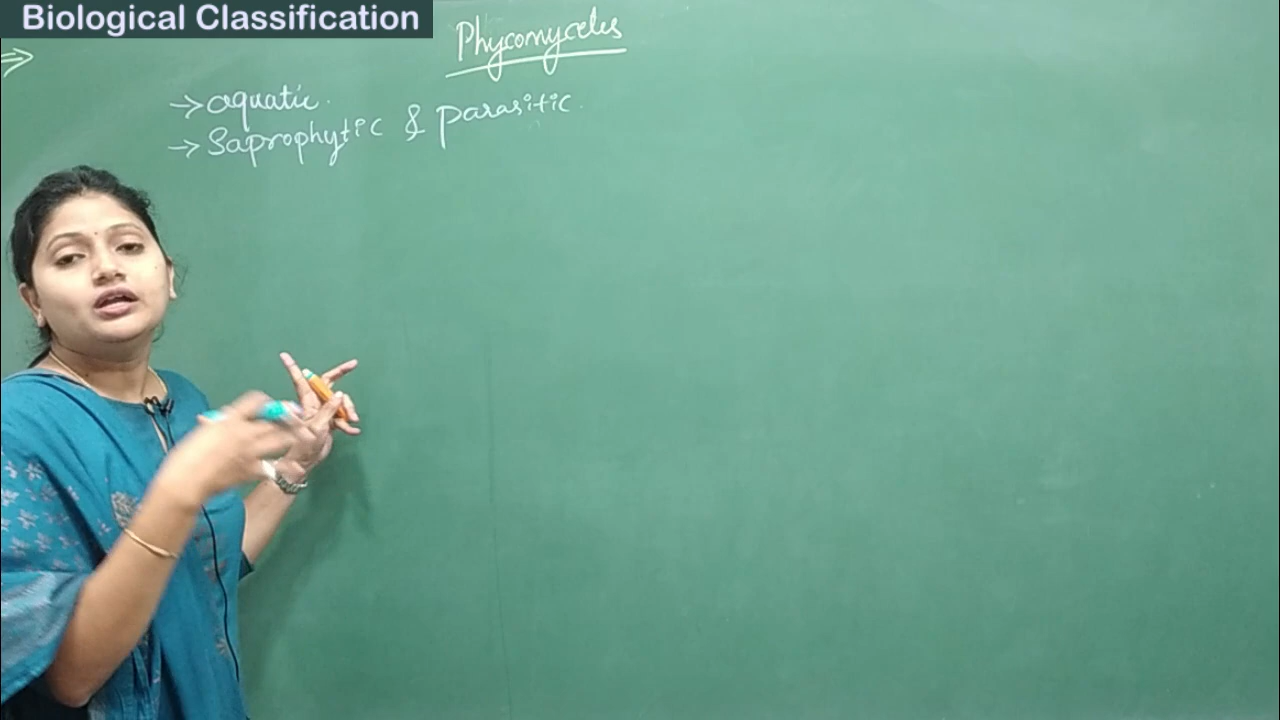 Biological Classification
Phycomycetes
→ aquatic.
→ Saprophytic & parasitic.